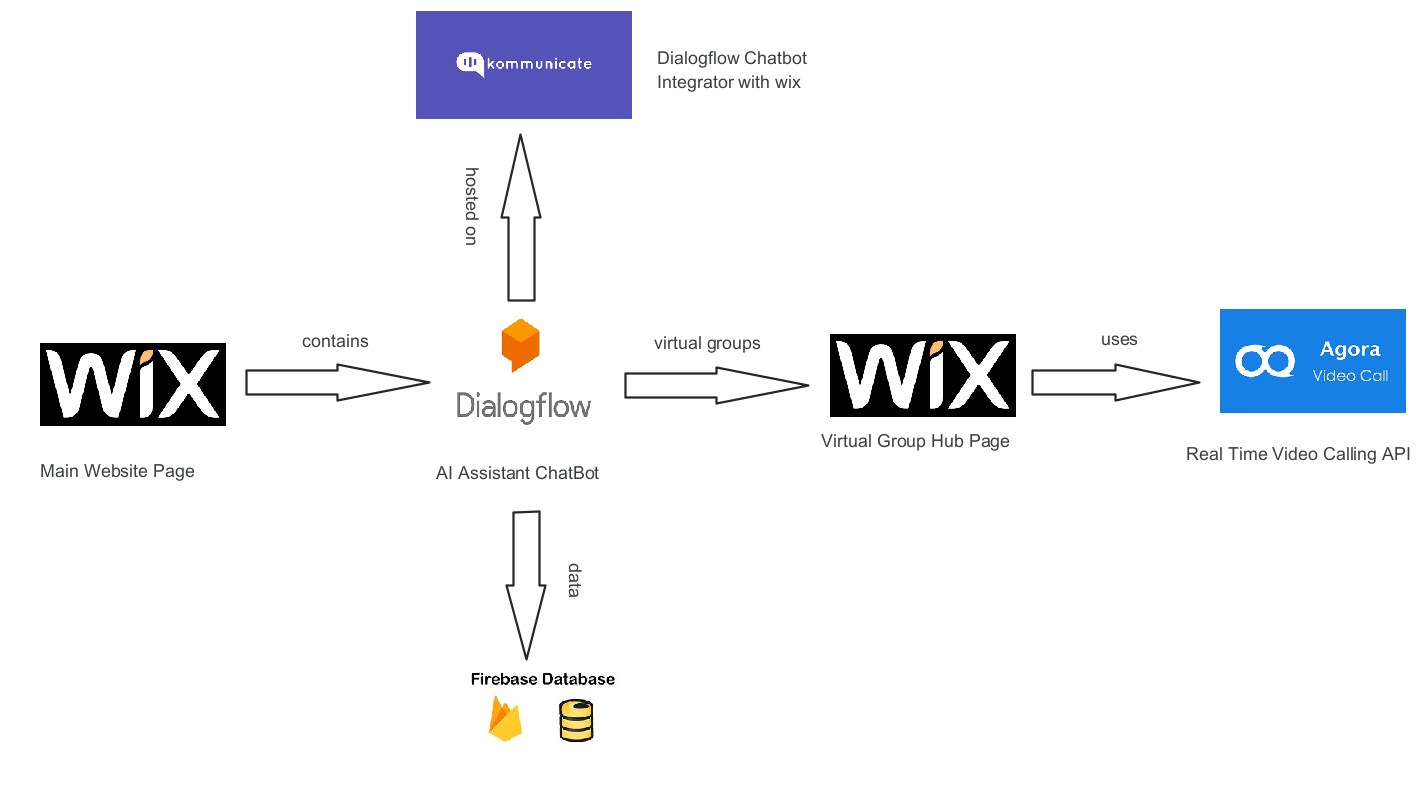 kommunicate
Dialogflow Chatbot
Integrator with wix
hosted on
WiX
contains
Dialogflow
virtual groups
WiX
uses
Agora
Video Call
Main Website Page
AI Assistant ChatBot
Virtual Group Hub Page
Real Time Video Calling API
data
Firebase Database